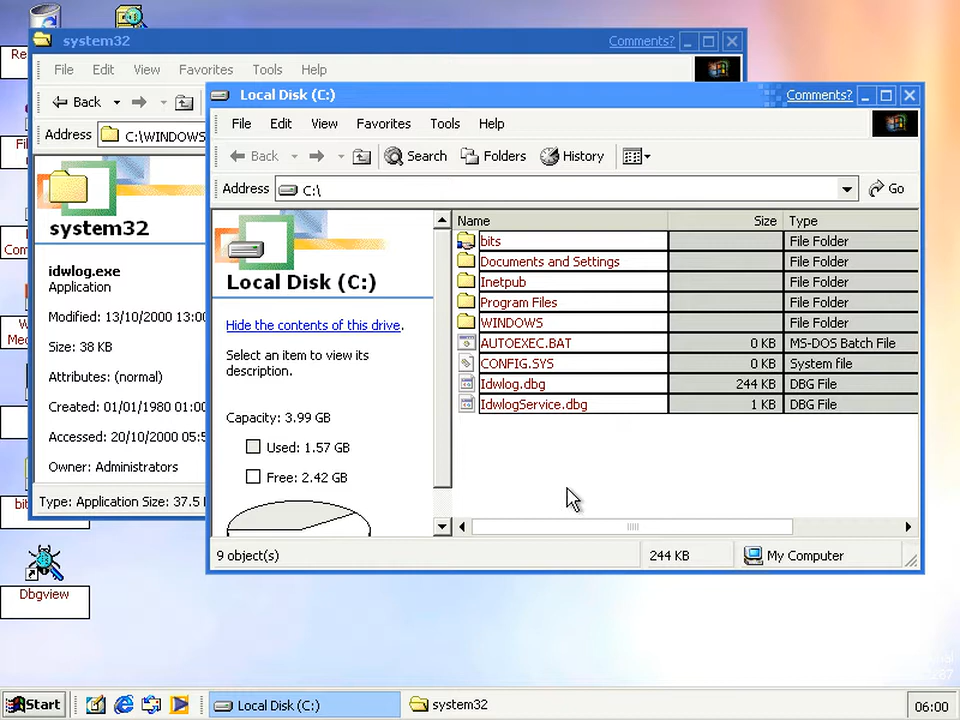 system32
Comments?
File Edit View Favorites Tools Help
Back
Address C:\WINDOWS
system32
idwlog.exe
Application
Modified: 13/10/2000 13:00
Size: 38 KB
Attributes: (normal)
Created: 01/01/1980 01:00
Accessed: 20/10/2000 05:5
Owner: Administrators
Type: Application Size: 37.5
Local Disk (C:)
Comments?
File Edit View Favorites Tools Help
Back Search Folders History
Address C:\ Go
Local Disk (C:)
Hide the contents of this drive.
Select an item to view its
description.
Capacity: 3.99 GB
Used: 1.57 GB
Free: 2.42 GB
Name Size Type
bits File Folder
Documents and Settings File Folder
Inetpub File Folder
Program Files File Folder
WINDOWS File Folder
AUTOEXEC.BAT 0 KB MS-DOS Batch File
CONFIG.SYS 0 KB System file
Idwlog.dbg 244 KB DBG File
IdwlogService.dbg 1 KB DBG File
9 object(s) 244 KB My Computer
Re
Fil
Com
W
Med
bit
Dbgview
Start Local Disk (C:) system32 06:00